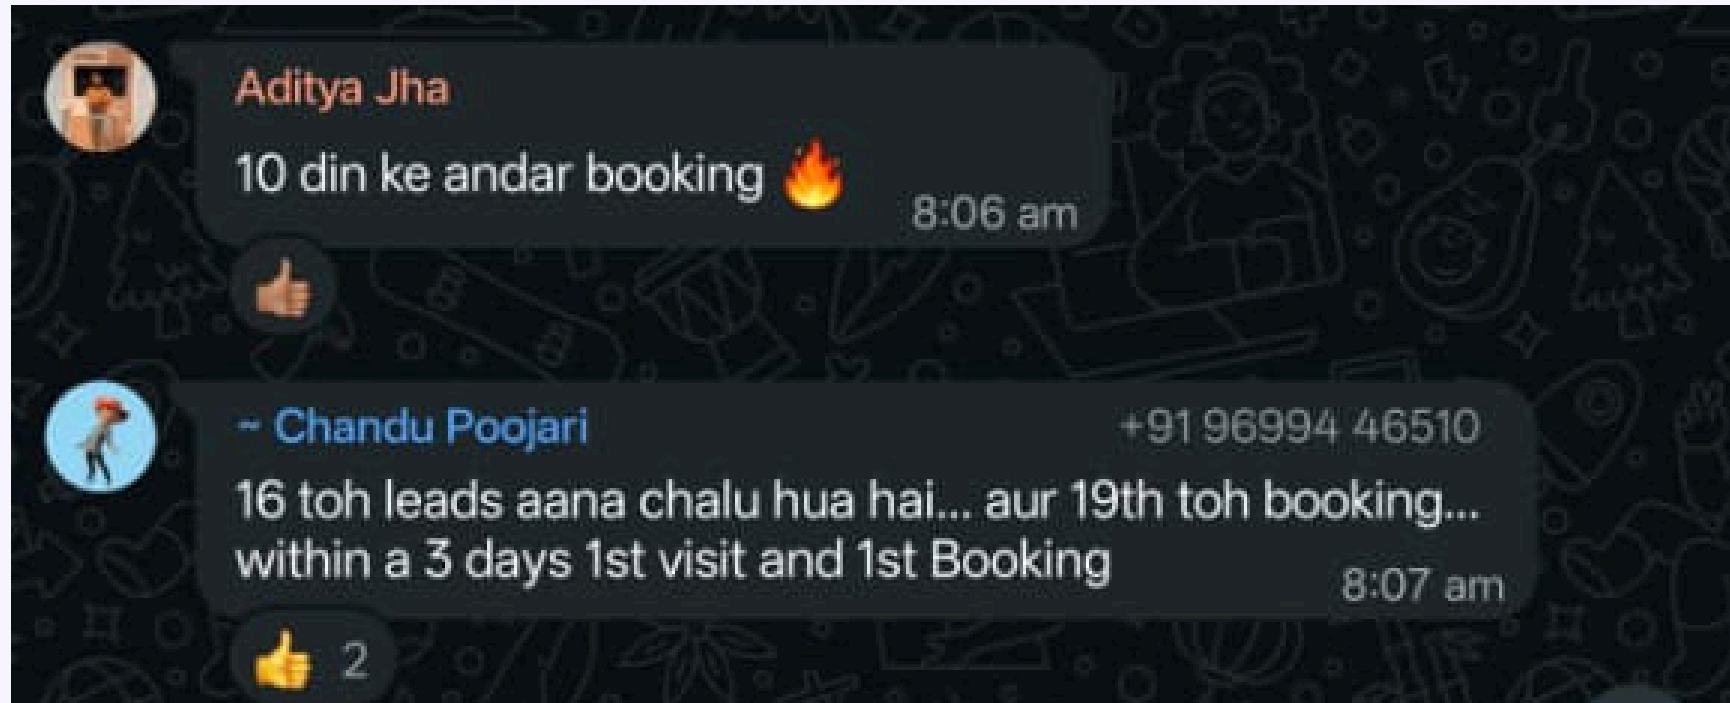 Aditya Jha
10 din ke andar booking 🔥
8:06 am
~ Chandu Poojari +91 96994 46510
16 toh leads aana chalu hua hai... aur 19th toh booking...
within a 3 days 1st visit and 1st Booking
8:07 am
👍 2